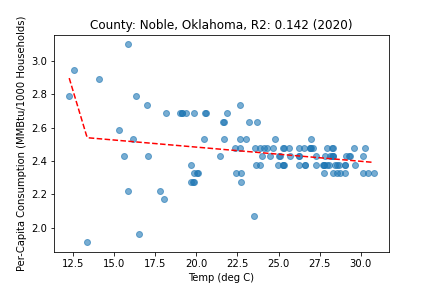 County: Noble, Oklahoma, R2: 0.142 (2020)
Per-Capita Consumption (MMBtu/1000 Households)
3.0
2.8
2.6
2.4
2.2
2.0
12.5 15.0 17.5 20.0 22.5 25.0 27.5 30.0
Temp (deg C)